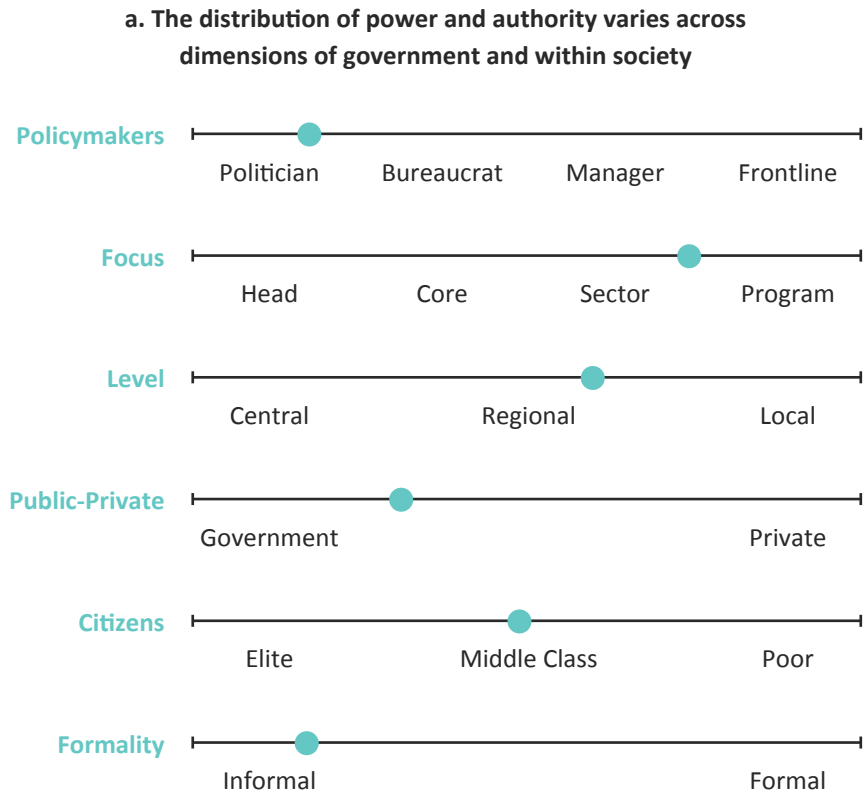 a. The distribution of power and authority varies across
dimensions of government and within society
Policymakers
Politician Bureaucrat Manager Frontline
Focus
Head Core Sector Program
Level
Central Regional Local
Public-Private
Government Private
Citizens
Elite Middle Class Poor
Formality
Informal Formal